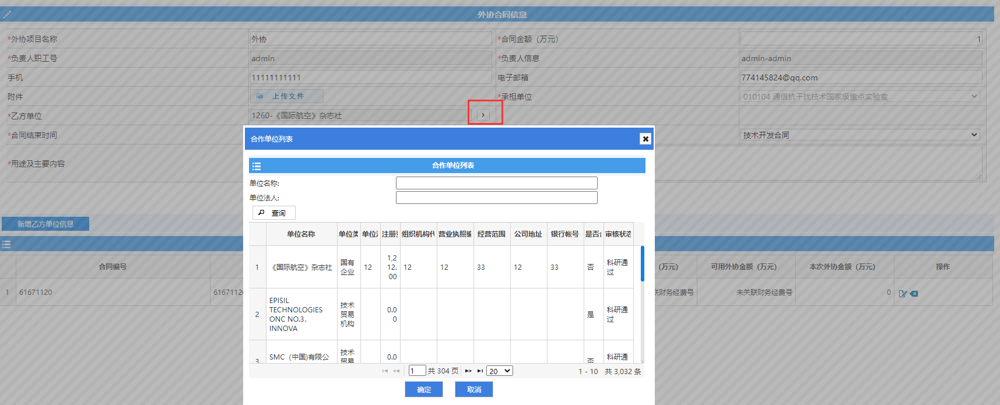 外协合同信息
*外协项目名称 外协 *合同金额（万元） 1
*负责人职工号 admin *负责人信息 admin-admin
手机 11111111111 电子邮箱 774145824@qq.com
附件 上传文件 *承担单位 010104 通信抗干扰技术国家级重点实验室
*乙方单位 1260-《国际航空》杂志社
*合同结束时间 技术开发合同
*用途及主要内容
合作单位列表
合作单位列表
单位名称:
单位法人:
查询
单位名称 单位类 单位 注册 组织机构代 营业执照编 经营范围 公司地址 银行帐号 是否 审核状态
1 《国际航空》杂志社 国有企业 12 1,212.00 12 12 33 12 33 否 科研通过
2 EPISIL TECHNOLOGIES ONC NO.3, INNOVA 技术贸易机构 0.00 是 科研通过
3 SMC（中国)有限公 技术贸易 0.0 否 科研通
1 共 304 页 20 1 - 10 共 3,032 条
确定 取消
新增乙方单位信息
合同编号 （万元） 可用外协金额（万元） 本次外协金额（万元） 操作
1 61671120 6167112 联财务经费号 未关联财务经费号 0